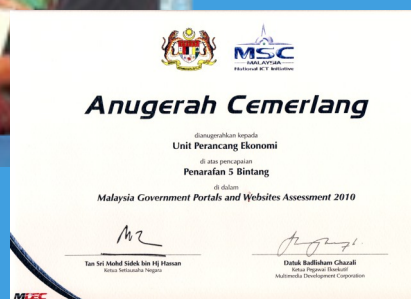 MSC
MALAYSIA
National ICT Initiative
Anugerah Cemerlang
dianugerahkan kepada
Unit Perancang Ekonomi
di atas pencapaian
Penarafan 5 Bintang
di dalam
Malaysia Government Portals and Websites Assessment 2010
Tan Sri Mohd Sidek bin Hj Hassan
Ketua Setiausaha Negara
Datuk Badlisham Ghazali
Ketua Pegawai Eksekutif
Multimedia Development Corporation